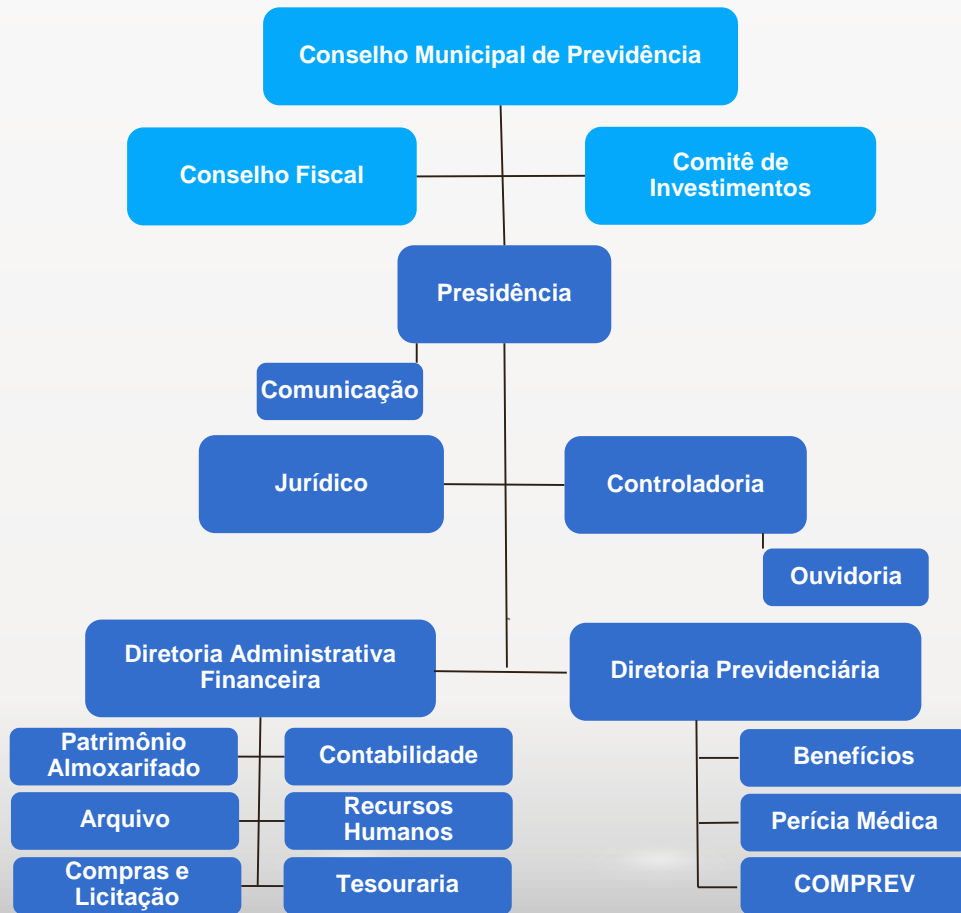 Conselho Municipal de Previdência
Conselho Fiscal
Comitê de
Investimentos
Presidência
Comunicação
Jurídico
Controladoria
Ouvidoria
Diretoria Administrativa
Financeira
Diretoria Previdenciária
Patrimônio
Almoxarifado
Contabilidade
Benefícios
Arquivo
Recursos
Humanos
Perícia Médica
Compras e
Licitação
Tesouraria
COMPREV